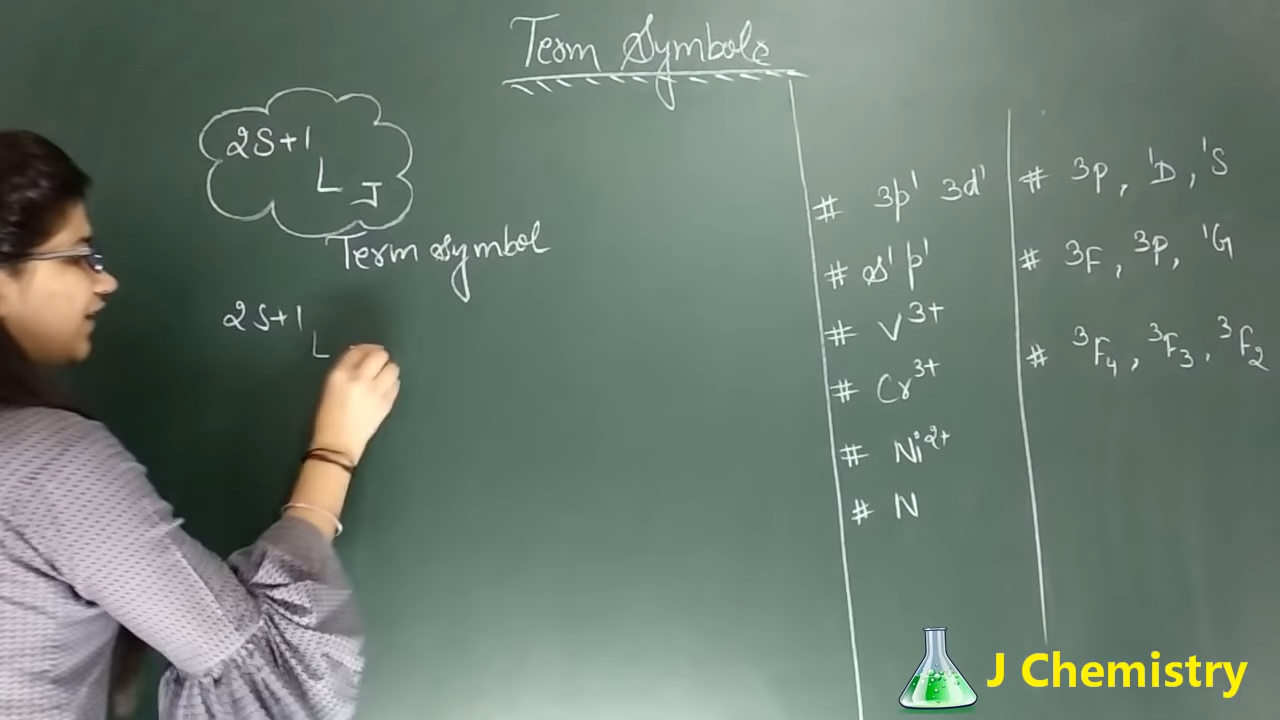 Term Symbols
2S+1
L J
Term symbol
2S+1
L
# 3p¹ 3d¹
# s¹ p¹
# V³⁺
# Cr³⁺
# Ni²⁺
# N
# ³P, ¹D, ¹S
# ³F, ³P, ¹G
# ³F₄, ³F₃, ³F₂
J Chemistry